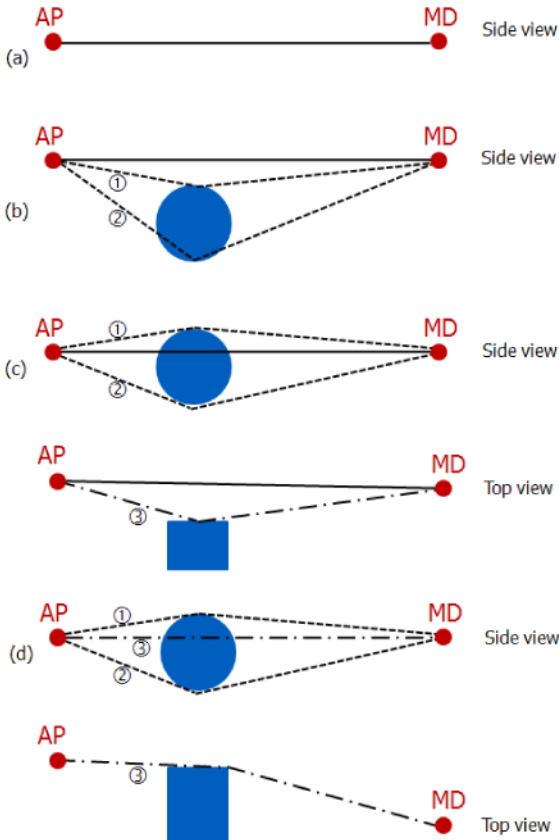 AP MD
Side view
(a)
AP MD
Side view
①
(b) ②
AP ① MD
Side view
(c)
②
AP MD
Top view
③
AP ① MD
Side view
(d) ③
②
AP
③
MD
Top view